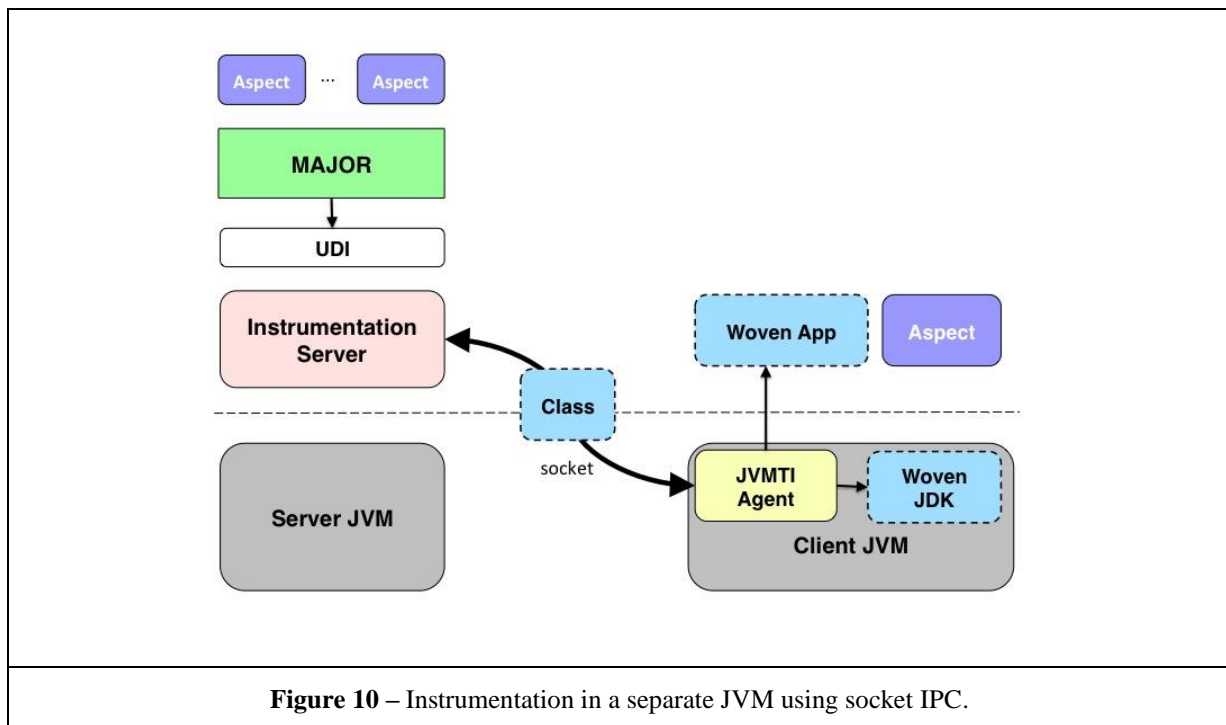 Aspect ... Aspect
MAJOR
UDI
Instrumentation
Server
Woven App
Aspect
Class
socket
Server JVM
JVMTI
Agent
Woven
JDK
Client JVM
Figure 10 – Instrumentation in a separate JVM using socket IPC.